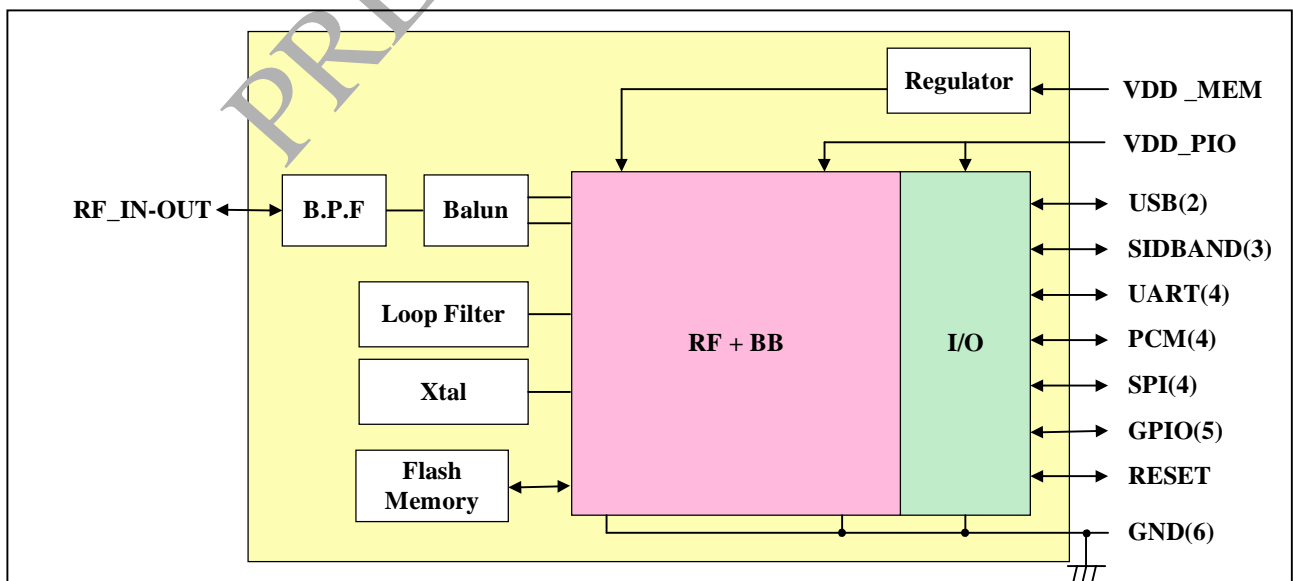 PRE
Regulator
VDD _MEM
VDD_PIO
RF_IN-OUT
B.P.F
Balun
USB(2)
SIDBAND(3)
Loop Filter
UART(4)
RF + BB
I/O
PCM(4)
Xtal
SPI(4)
GPIO(5)
Flash
Memory
RESET
GND(6)